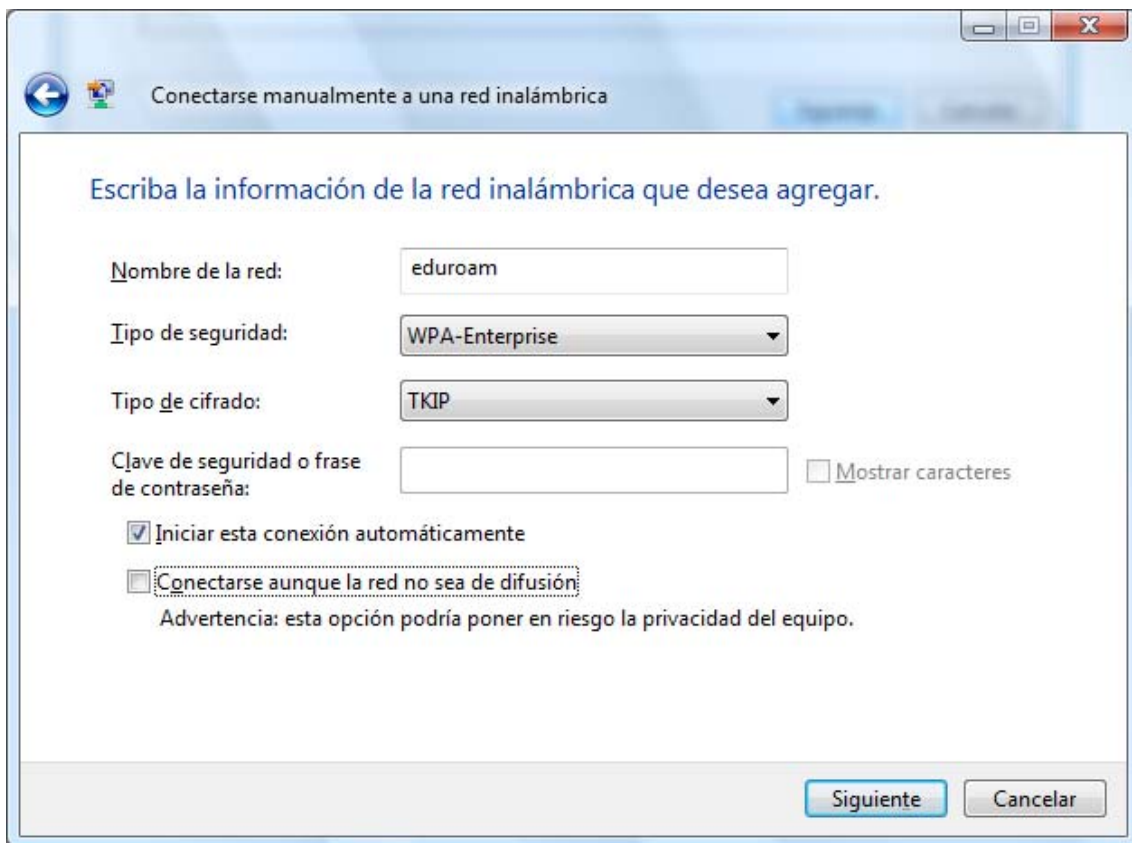 Conectarse manualmente a una red inalámbrica
Escriba la información de la red inalámbrica que desea agregar.
Nombre de la red:
eduroam
Tipo de seguridad:
WPA-Enterprise
Tipo de cifrado:
TKIP
Clave de seguridad o frase
de contraseña:
Mostrar caracteres
Iniciar esta conexión automáticamente
Conectarse aunque la red no sea de difusión
Advertencia: esta opción podría poner en riesgo la privacidad del equipo.
Siguiente
Cancelar